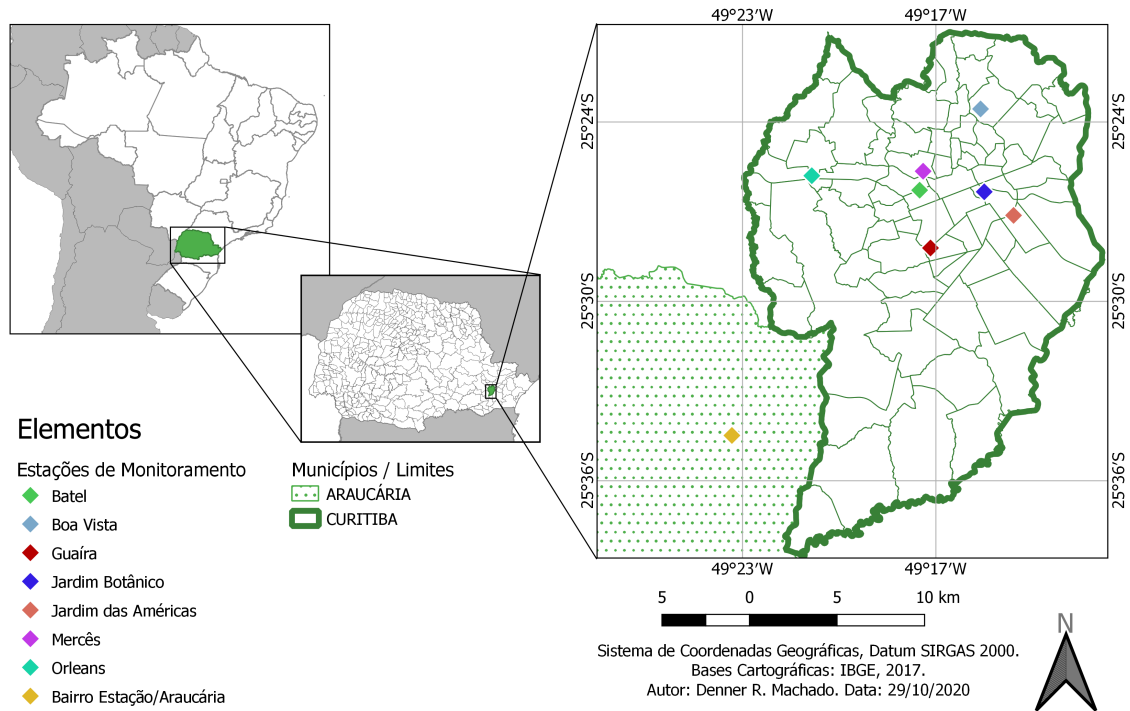 49°23'W
49°17'W
25°24'S
25°24'S
25°30'S
25°30'S
25°36'S
25°36'S
49°23'W
49°17'W
Elementos
Estações de Monitoramento
Batel
Boa Vista
Guaíra
Jardim Botânico
Jardim das Américas
Mercês
Orleans
Bairro Estação/Araucária
Municípios / Limites
ARAUCÁRIA
CURITIBA
5 0 5 10 km
Sistema de Coordenadas Geográficas, Datum SIRGAS 2000.
Bases Cartográficas: IBGE, 2017.
Autor: Denner R. Machado. Data: 29/10/2020
N